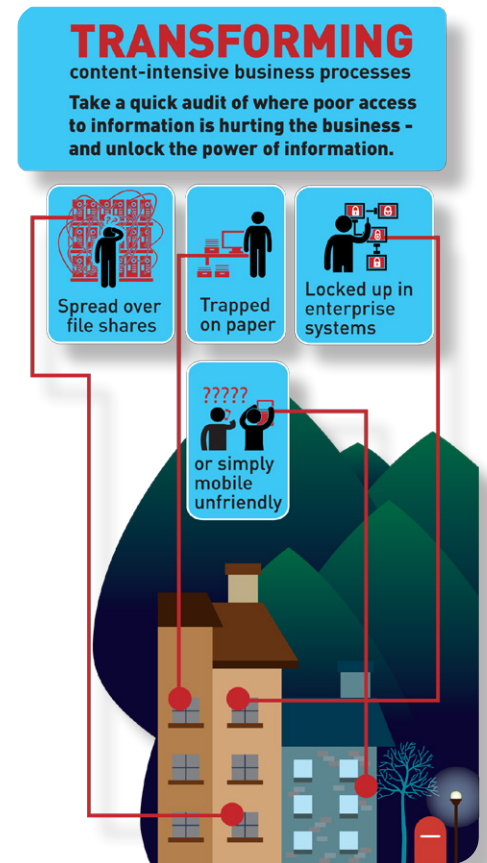 TRANSFORMING
content-intensive business processes
Take a quick audit of where poor access
to information is hurting the business -
and unlock the power of information.
Spread over
file shares
Trapped
on paper
Locked up in
enterprise
systems
?????
or simply
mobile
unfriendly